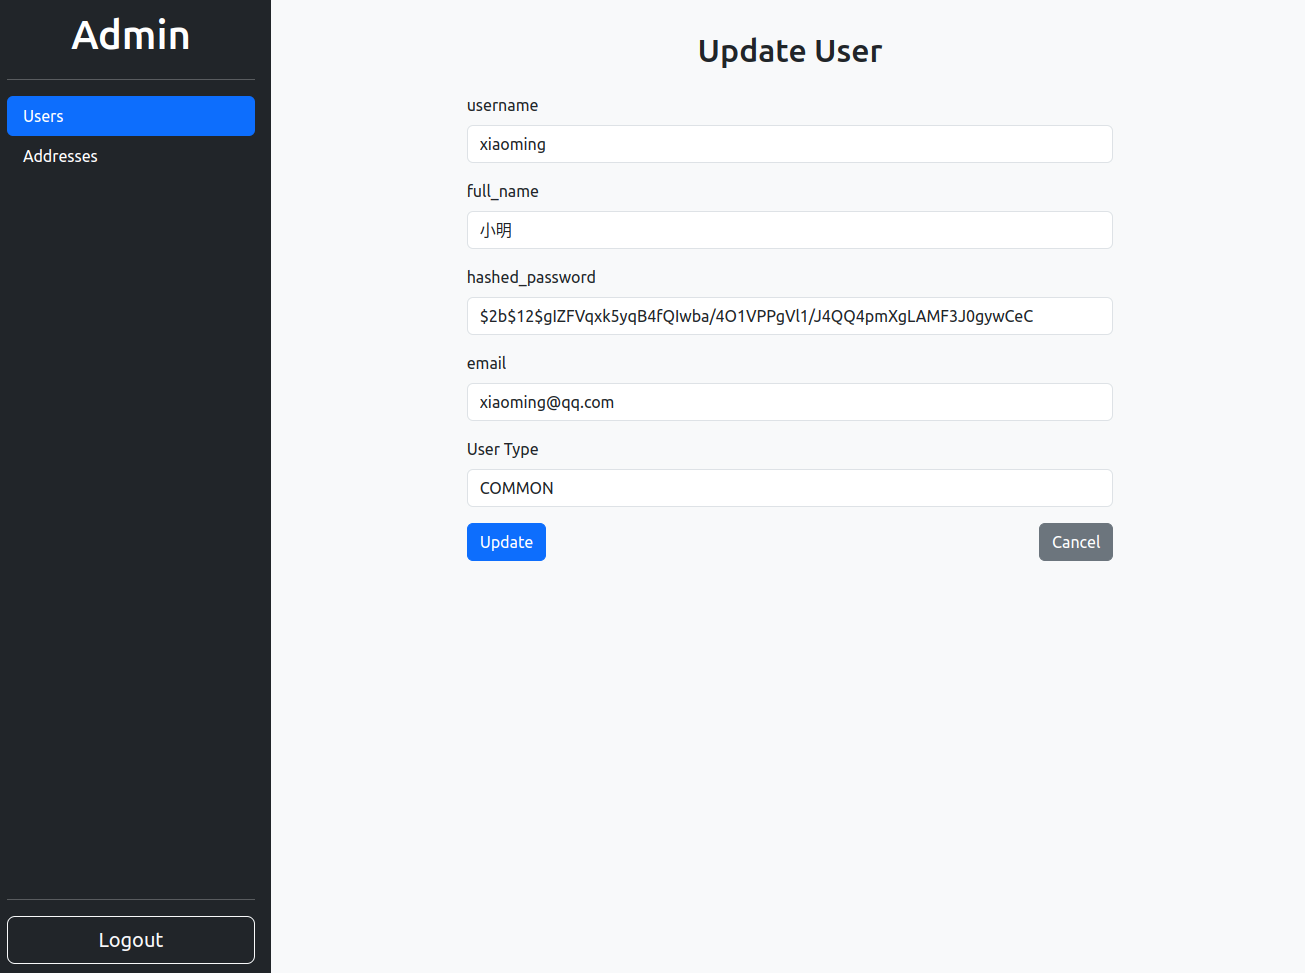 Admin
Users
Addresses
Logout
Update User
username
xiaoming
full_name
小明
hashed_password
$2b$12$gIZFVqxk5yqB4fQIwba/4O1VPPgVl1/J4QQ4pmXgLAMF3J0gywCeC
email
xiaoming@qq.com
User Type
COMMON
Update
Cancel